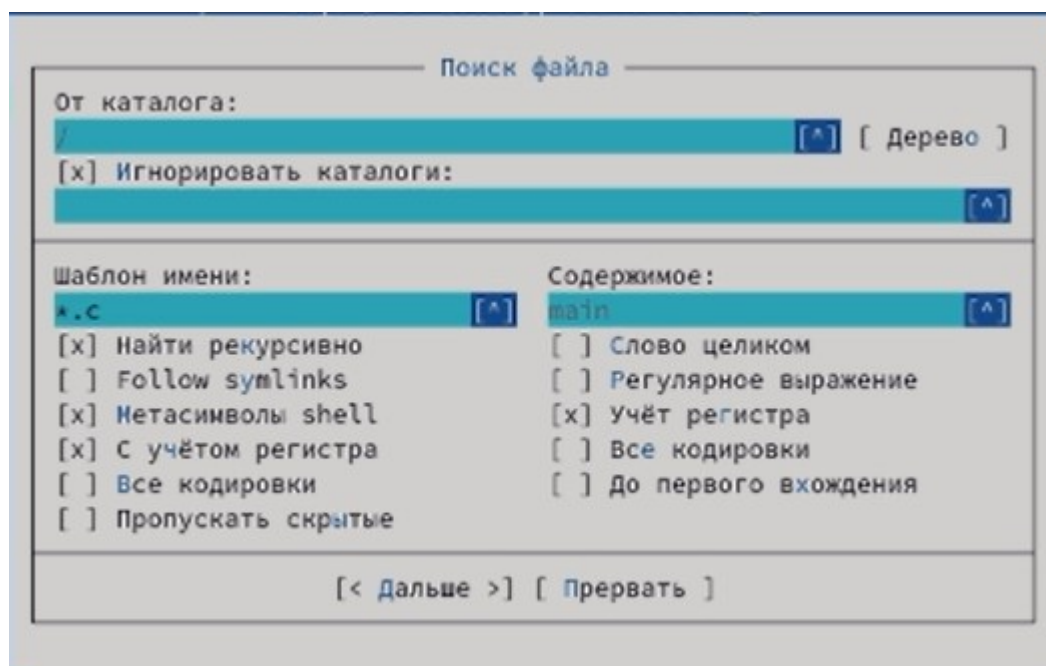 Поиск файла
От каталога:
/ [^] [ Дерево ]
[x] Игнорировать каталоги:
[^]
Шаблон имени: Содержимое:
*.c [^] main [^]
[x] Найти рекурсивно [ ] Слово целиком
[ ] Follow symlinks [ ] Регулярное выражение
[x] Метасимволы shell [x] Учёт регистра
[x] С учётом регистра [ ] Все кодировки
[ ] Все кодировки [ ] До первого вхождения
[ ] Пропускать скрытые
[< Дальше >] [ Прервать ]